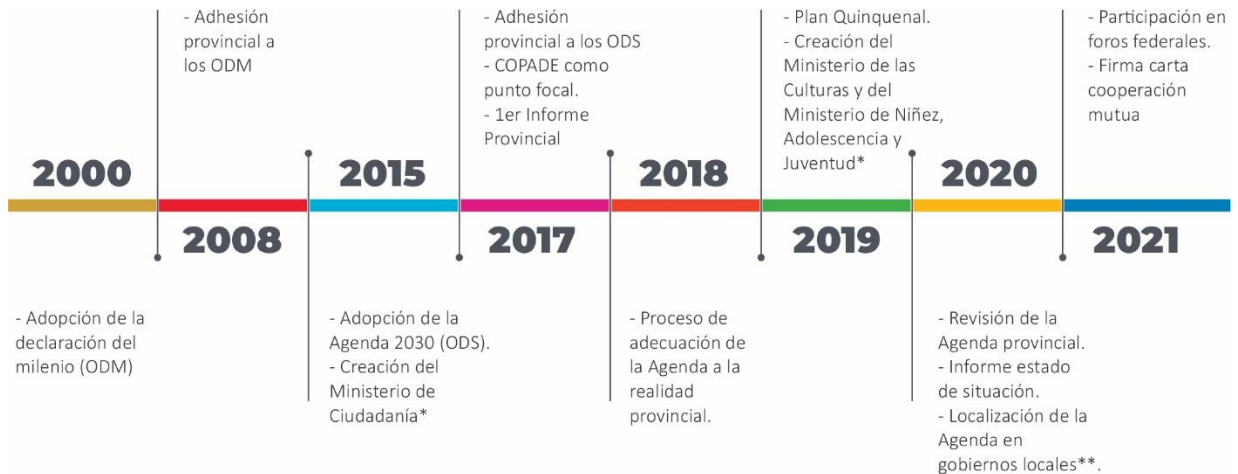 - Adhesión
provincial a
los ODM
- Adhesión
provincial a los ODS
- COPADE como
punto focal.
- 1er Informe
Provincial
- Plan Quinquenal.
- Creación del
Ministerio de las
Culturas y del
Ministerio de Niñez,
Adolescencia y
Juventud*
- Participación en
foros federales.
- Firma carta
cooperación
mutua
2000
2015
2018
2020
2008
2017
2019
2021
- Adopción de la
declaración del
milenio (ODM)
- Adopción de la
Agenda 2030 (ODS).
- Creación del
Ministerio de
Ciudadanía*
- Proceso de
adecuación de
la Agenda a la
realidad
provincial.
- Revisión de la
Agenda provincial.
- Informe estado
de situación.
- Localización de la
Agenda en
gobiernos locales**.